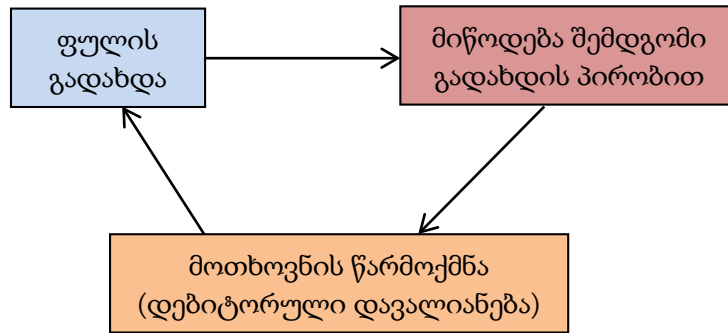 ფულის
გადახდა
მიწოდება შემდგომი
გადახდის პირობით
მოთხოვნის წარმოქმნა
(დებიტორული დავალიანება)